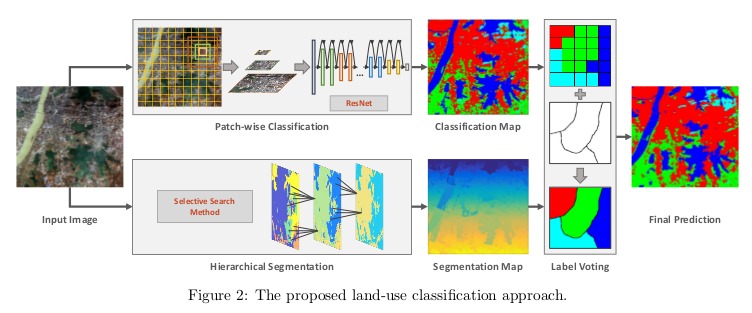 ResNet
Patch-wise Classification
Classification Map
Input Image
Selective Search
Method
Hierarchical Segmentation
Segmentation Map
Label Voting
Final Prediction
Figure 2: The proposed land-use classification approach.